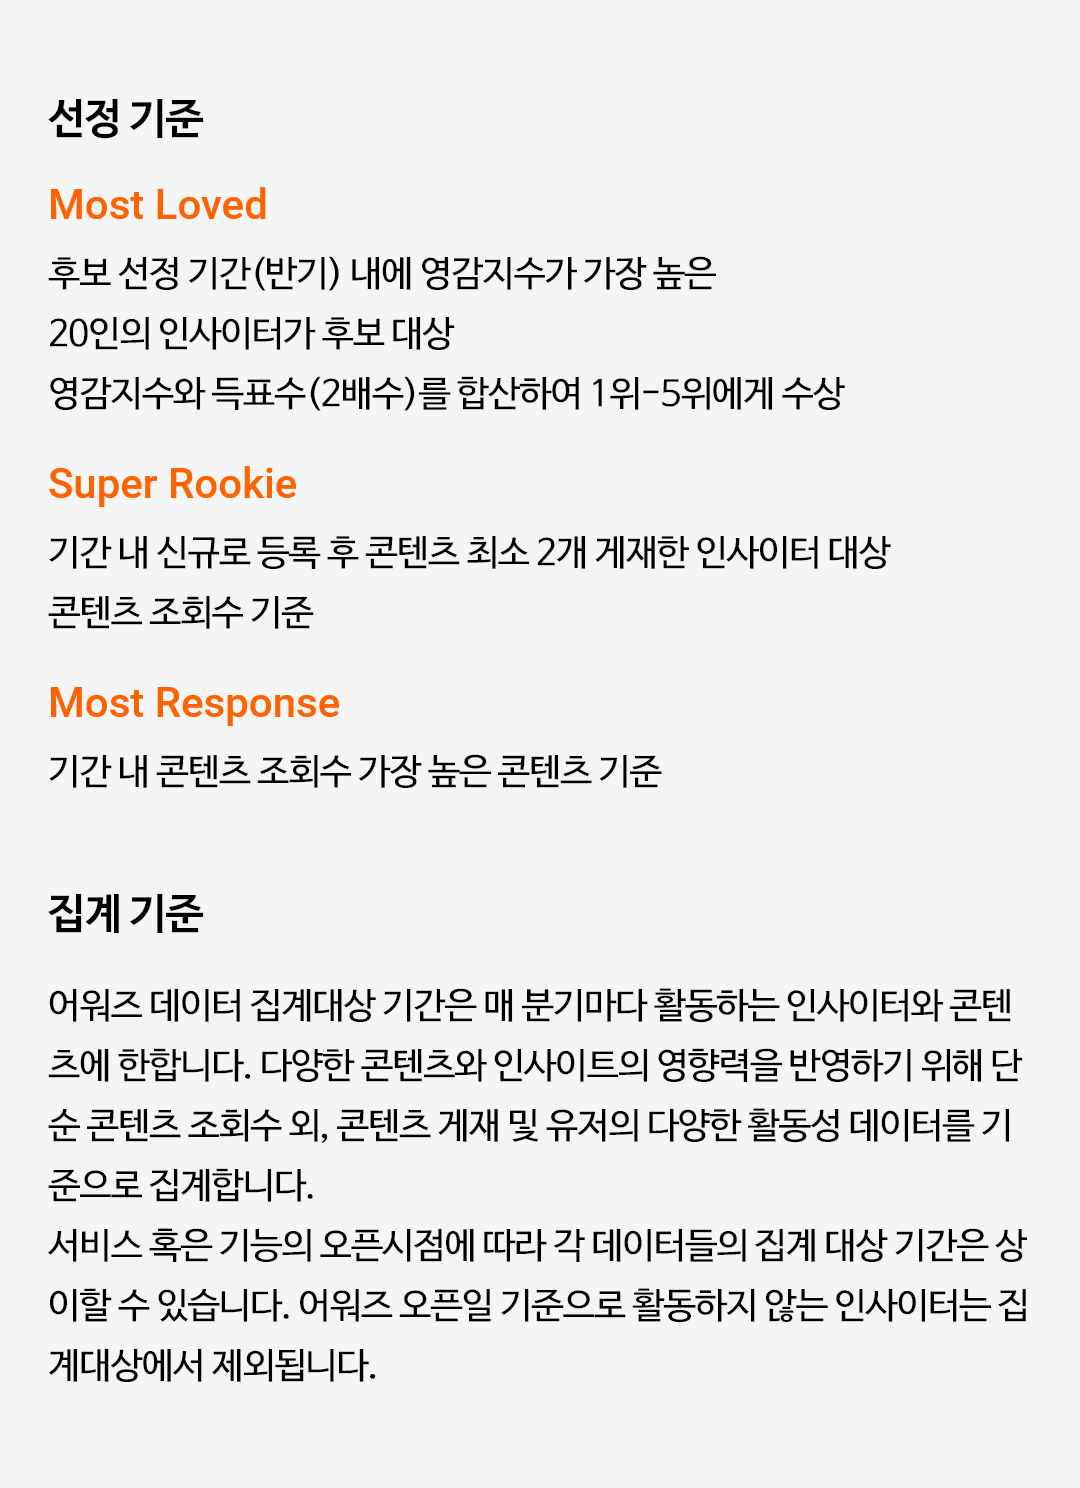 선정 기준
Most Loved
후보 선정 기간(반기) 내에 영감지수가 가장 높은
20인의 인사이터가 후보 대상
영감지수와 득표수(2배수)를 합산하여 1위-5위에게 수상
Super Rookie
기간 내 신규로 등록 후 콘텐츠 최소 2개 게재한 인사이터 대상
콘텐츠 조회수 기준
Most Response
기간 내 콘텐츠 조회수 가장 높은 콘텐츠 기준
집계 기준
어워즈 데이터 집계대상 기간은 매 분기마다 활동하는 인사이터와 콘텐
츠에 한합니다. 다양한 콘텐츠와 인사이트의 영향력을 반영하기 위해 단
순 콘텐츠 조회수 외, 콘텐츠 게재 및 유저의 다양한 활동성 데이터를 기
준으로 집계합니다.
서비스 혹은 기능의 오픈시점에 따라 각 데이터들의 집계 대상 기간은 상
이할 수 있습니다. 어워즈 오픈일 기준으로 활동하지 않는 인사이터는 집
계대상에서 제외됩니다.